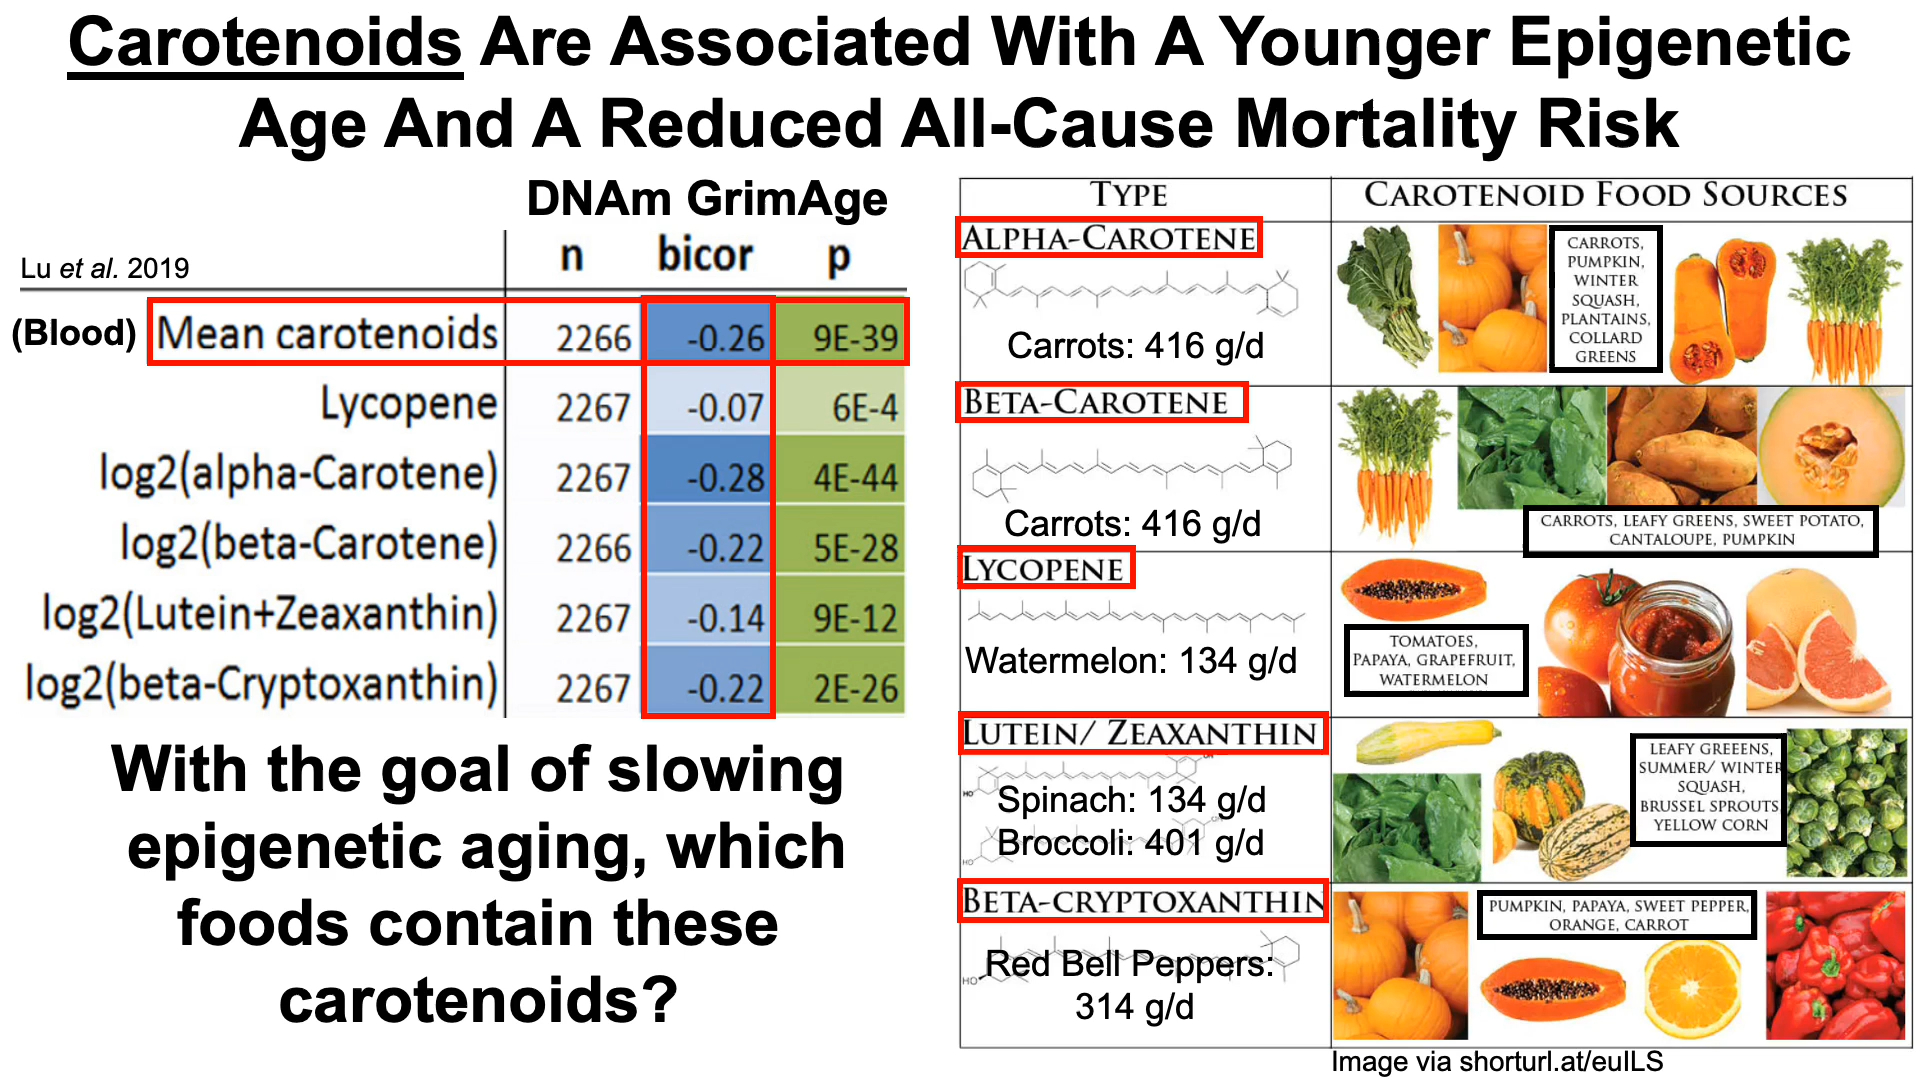 Carotenoids Are Associated With A Younger Epigenetic
Age And A Reduced All-Cause Mortality Risk
DNAm GrimAge
Lu et al. 2019
n bicor p
(Blood) Mean carotenoids 2266 -0.26 9E-39
Lycopene 2267 -0.07 6E-4
log2(alpha-Carotene) 2267 -0.28 4E-44
log2(beta-Carotene) 2266 -0.22 5E-28
log2(Lutein+Zeaxanthin) 2267 -0.14 9E-12
log2(beta-Cryptoxanthin) 2267 -0.22 2E-26
With the goal of slowing
epigenetic aging, which
foods contain these
carotenoids?
TYPE CAROTENOID FOOD SOURCES
ALPHA-CAROTENE
Carrots: 416 g/d
CARROTS,
PUMPKIN,
WINTER
SQUASH,
PLANTAINS,
COLLARD
GREENS
BETA-CAROTENE
Carrots: 416 g/d
CARROTS, LEAFY GREENS, SWEET POTATO,
CANTALOUPE, PUMPKIN
LYCOPENE
Watermelon: 134 g/d
TOMATOES,
PAPAYA, GRAPEFRUIT,
WATERMELON
LUTEIN/ ZEAXANTHIN
HO
OH
Spinach: 134 g/d
Broccoli: 401 g/d
HO
LEAFY GREEENS,
SUMMER/ WINTER
SQUASH,
BRUSSEL SPROUTS,
YELLOW CORN
BETA-CRYPTOXANTHIN
HO
Red Bell Peppers:
314 g/d
PUMPKIN, PAPAYA, SWEET PEPPER,
ORANGE, CARROT
Image via shorturl.at/euILS